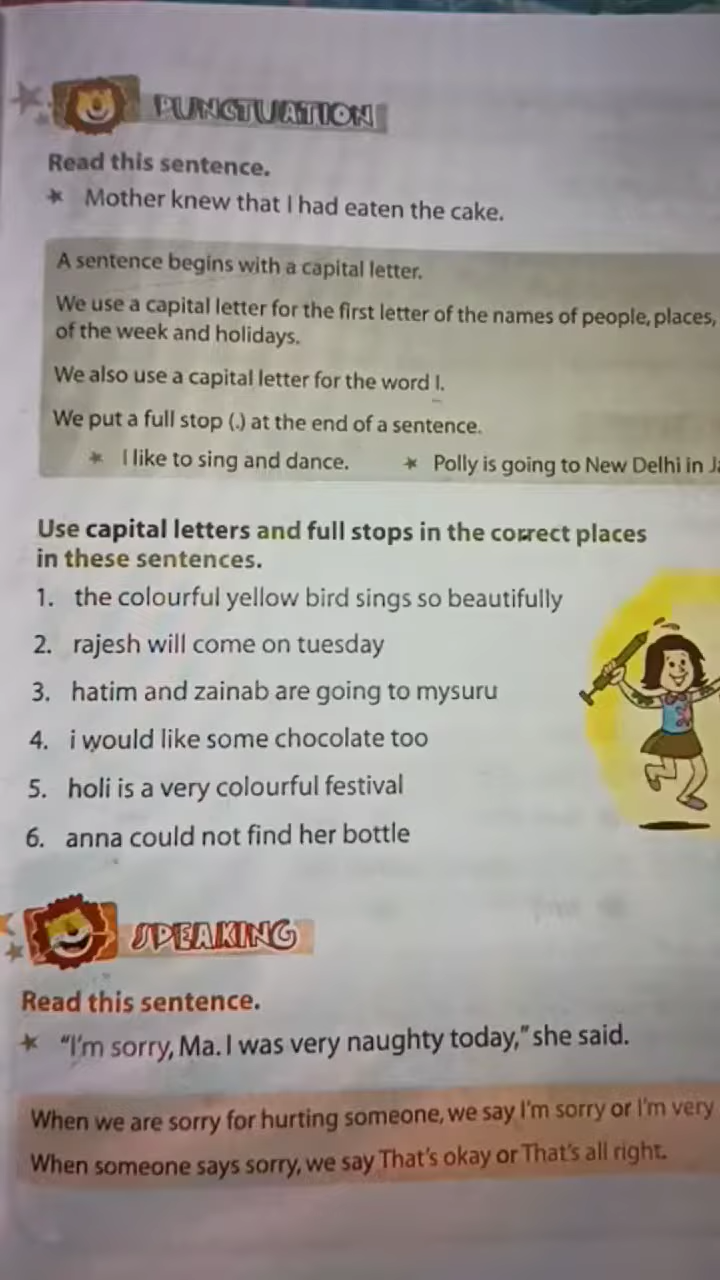 PUNCTUATION
Read this sentence.
* Mother knew that I had eaten the cake.
A sentence begins with a capital letter.
We use a capital letter for the first letter of the names of people, places,
of the week and holidays.
We also use a capital letter for the word I.
We put a full stop (.) at the end of a sentence.
* I like to sing and dance. * Polly is going to New Delhi in
Use capital letters and full stops in the correct places
in these sentences.
1. the colourful yellow bird sings so beautifully
2. rajesh will come on tuesday
3. hatim and zainab are going to mysuru
4. i would like some chocolate too
5. holi is a very colourful festival
6. anna could not find her bottle
SPEAKING
Read this sentence.
* "I'm sorry, Ma. I was very naughty today," she said.
When we are sorry for hurting someone, we say I'm sorry or I'm very
When someone says sorry, we say That's okay or That's all right.